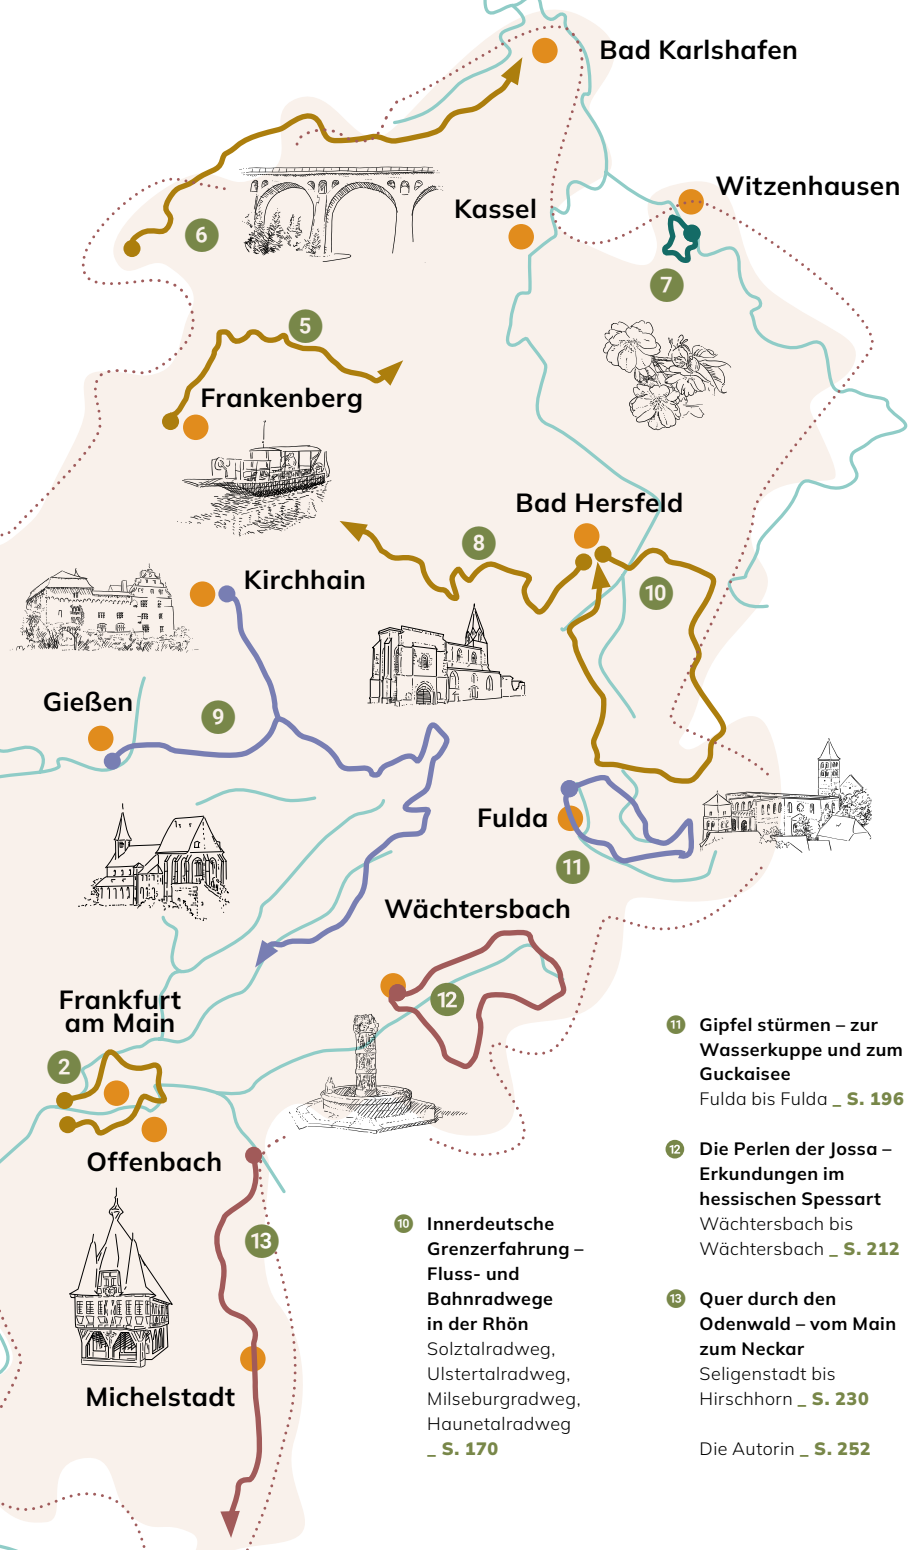 Bad Karlshafen
Witzenhausen
Kassel
6
7
5
Frankenberg
Bad Hersfeld
8
Kirchhain
10
Gießen
9
Fulda
11
Wächtersbach
12
Frankfurt
am Main
2
Offenbach
13
Michelstadt
10 Innerdeutsche
Grenzerfahrung –
Fluss- und
Bahnradwege
in der Rhön
Solztalradweg,
Ulstertalradweg,
Milseburgradweg,
Haunetalradweg
_ S. 170
11 Gipfel stürmen – zur
Wasserkuppe und zum
Guckaisee
Fulda bis Fulda _ S. 196
12 Die Perlen der Jossa –
Erkundungen im
hessischen Spessart
Wächtersbach bis
Wächtersbach _ S. 212
13 Quer durch den
Odenwald – vom Main
zum Neckar
Seligenstadt bis
Hirschhorn _ S. 230
Die Autorin _ S. 252